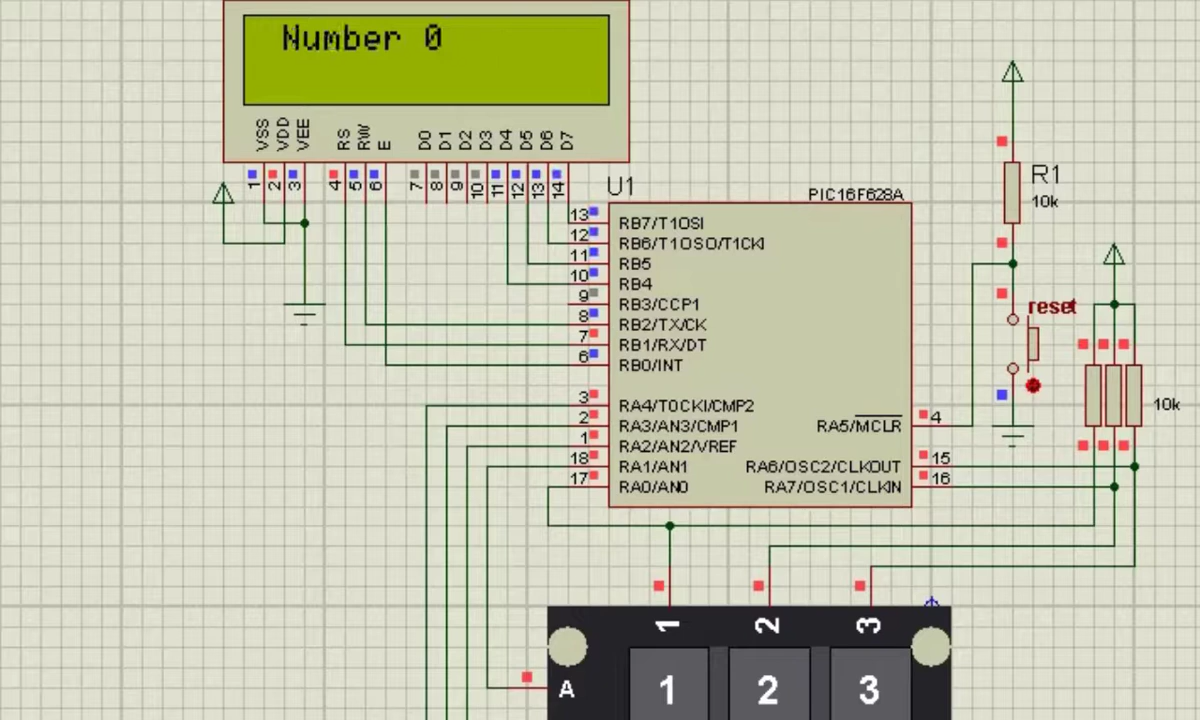 Number 0
VSS VDD VEE RS RW E D0 D1 D2 D3 D4 D5 D6 D7
1 2 3 4 5 6 7 8 9 10 11 12 13 14
U1
PIC16F628A
13 RB7/T1OSI
12 RB6/T1OSO/T1CKI
11 RB5
10 RB4
9 RB3/CCP1
8 RB2/TX/CK
7 RB1/RX/DT
6 RB0/INT
3 RA4/T0CKI/CMP2
2 RA3/AN3/CMP1
1 RA2/AN2/VREF
18 RA1/AN1
17 RA0/AN0
RA5/MCLR 4
RA6/OSC2/CLKOUT 15
RA7/OSC1/CLKIN 16
R1
10k
reset
10k
1 2 3
A 1 2 3